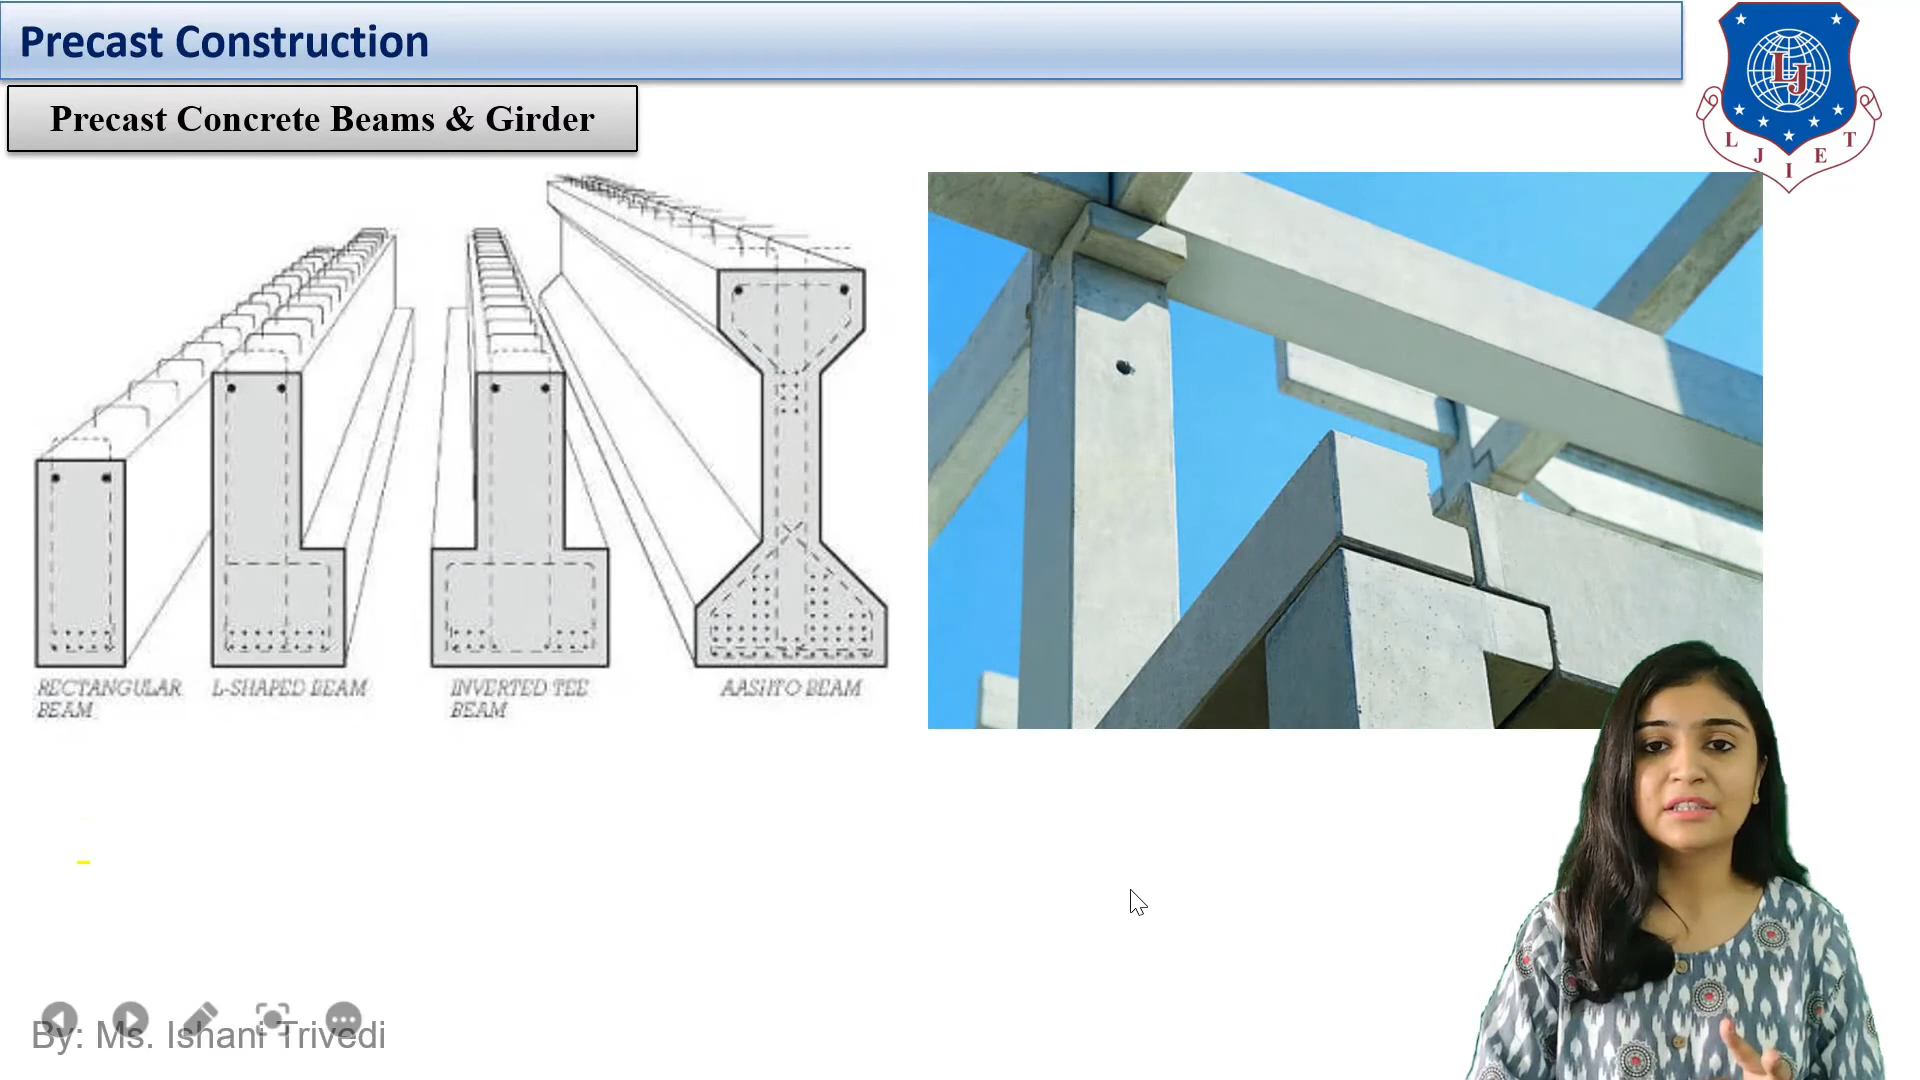 Precast Construction
Precast Concrete Beams & Girder
LJ
L J I E T
RECTANGULAR BEAM
L-SHAPED BEAM
INVERTED TEE BEAM
AASHTO BEAM
By: Ms. Ishani Trivedi